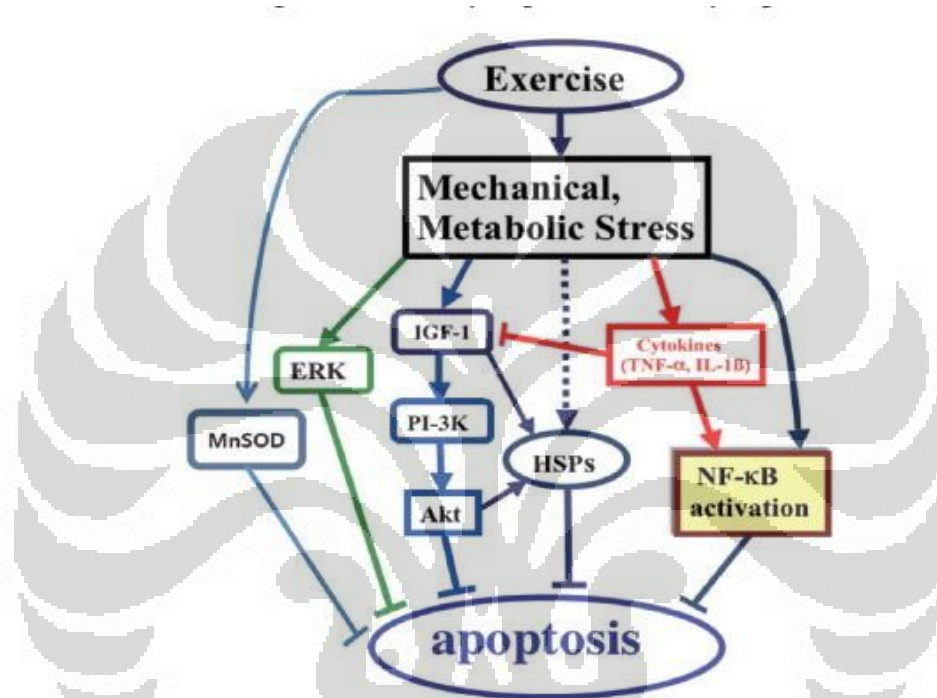 Exercise
Mechanical,
Metabolic Stress
IGF-1
Cytokines
(TNF-α, IL-1ß)
ERK
PI-3K
MnSOD
HSPs
NF-κB
activation
Akt
apoptosis